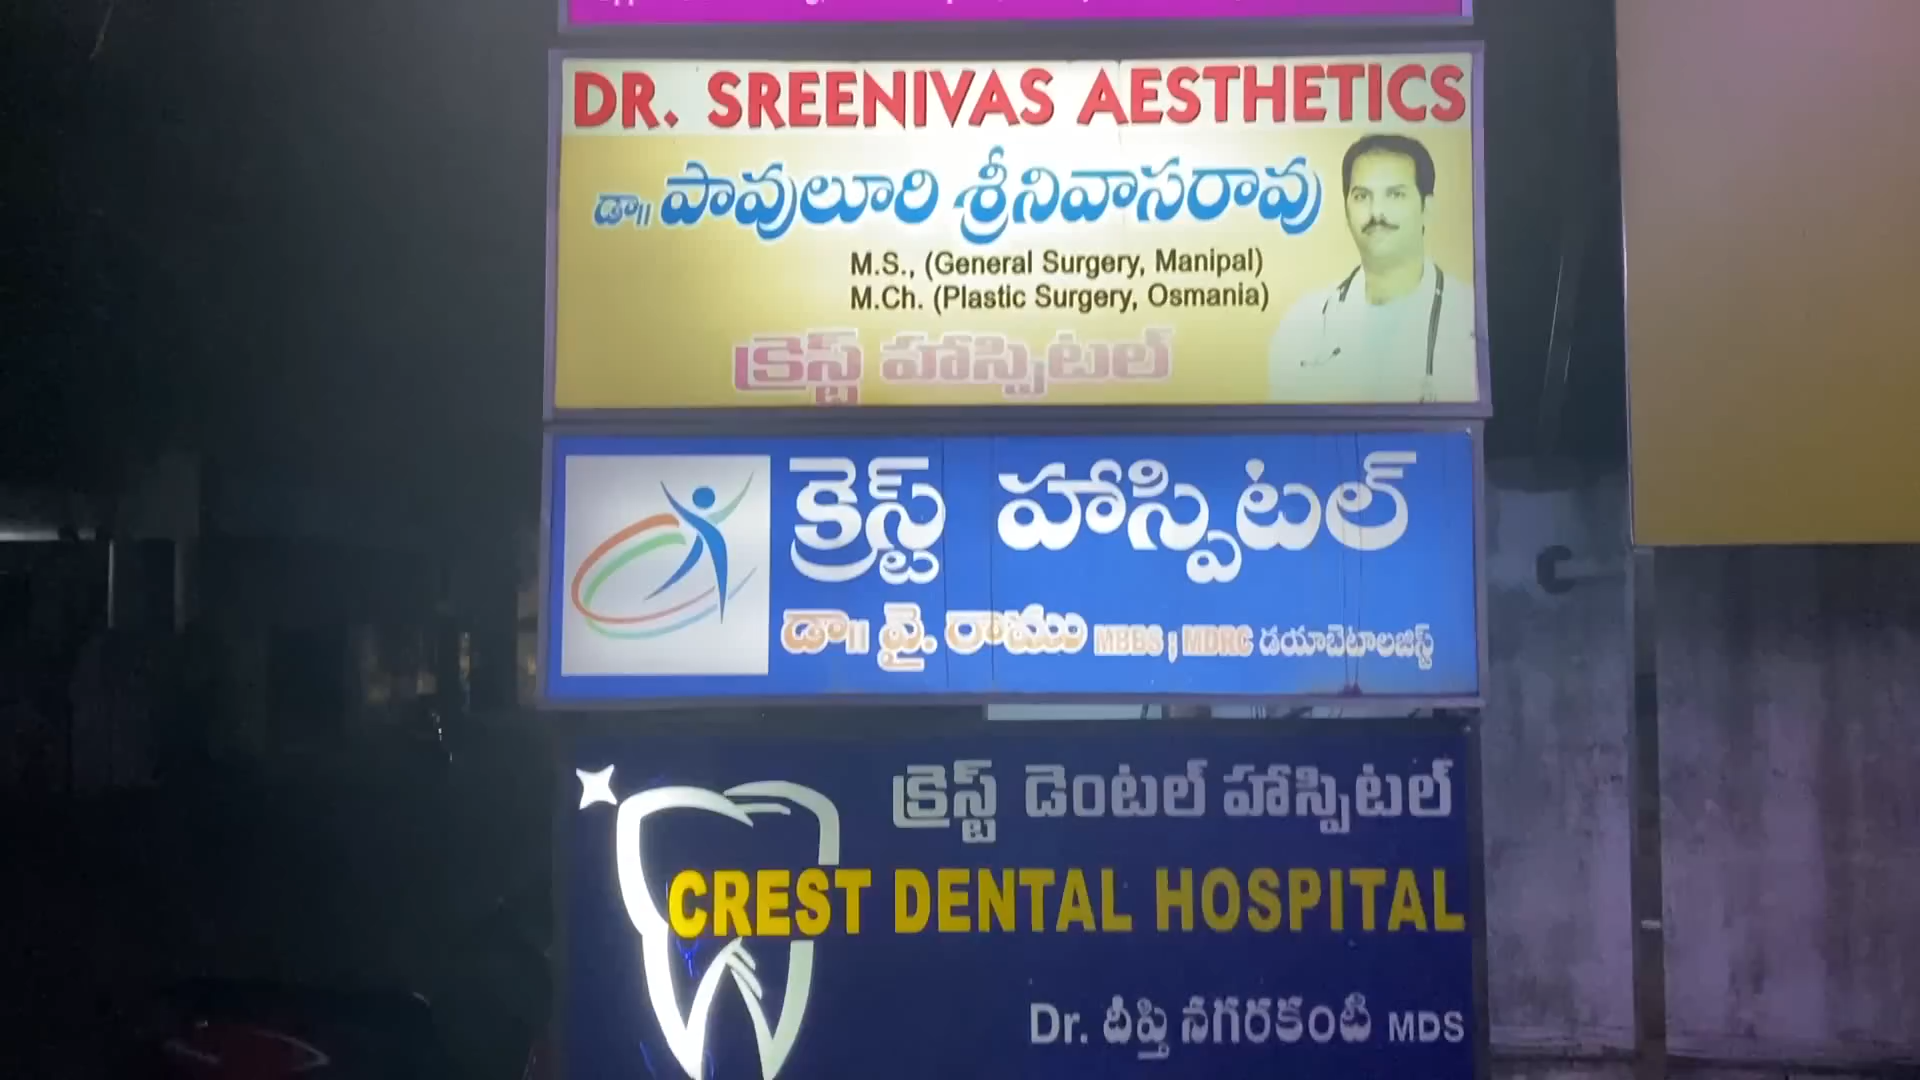 DR. SREENIVAS AESTHETICS
డా॥ పావులూరి శ్రీనివాసరావు
M.S., (General Surgery, Manipal)
M.Ch. (Plastic Surgery, Osmania)
క్రెస్ట్ హాస్పిటల్
క్రెస్ట్ హాస్పిటల్
డా॥ వై. రాము MBBS ; MDRC డయాబెటాలజిస్ట్
క్రెస్ట్ డెంటల్ హాస్పిటల్
CREST DENTAL HOSPITAL
Dr. దీప్తి నగరకంటి MDS